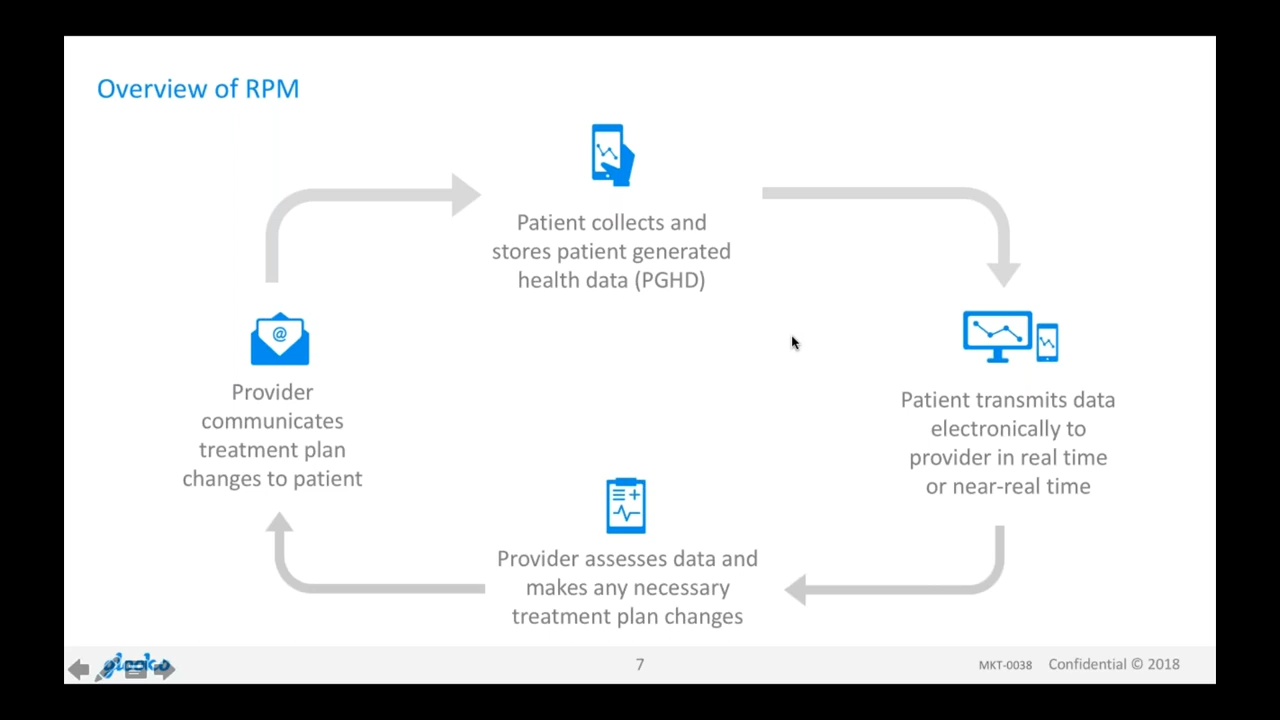 Overview of RPM
Patient collects and
stores patient generated
health data (PGHD)
@
Provider
communicates
treatment plan
changes to patient
Patient transmits data
electronically to
provider in real time
or near-real time
Provider assesses data and
makes any necessary
treatment plan changes
glooko
7
MKT-0038
Confidential © 2018